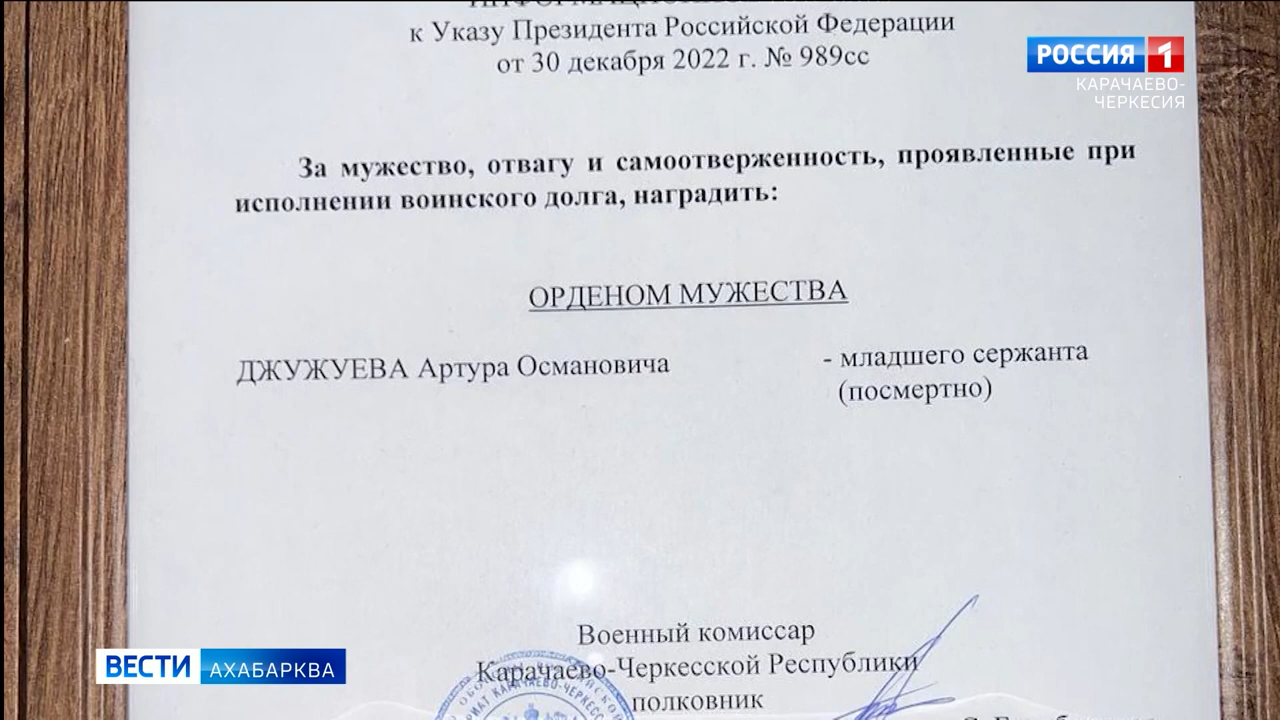 к Указу Президента Российской Федерации
от 30 декабря 2022 г. № 989сс
РОССИЯ 1
КАРАЧАЕВО-
ЧЕРКЕСИЯ
За мужество, отвагу и самоотверженность, проявленные при
исполнении воинского долга, наградить:
ОРДЕНОМ МУЖЕСТВА
ДЖУЖУЕВА Артура Османовича - младшего сержанта
(посмертно)
Военный комиссар
Карачаево-Черкесской Республики
полковник
ВЕСТИ АХАБАРКВА